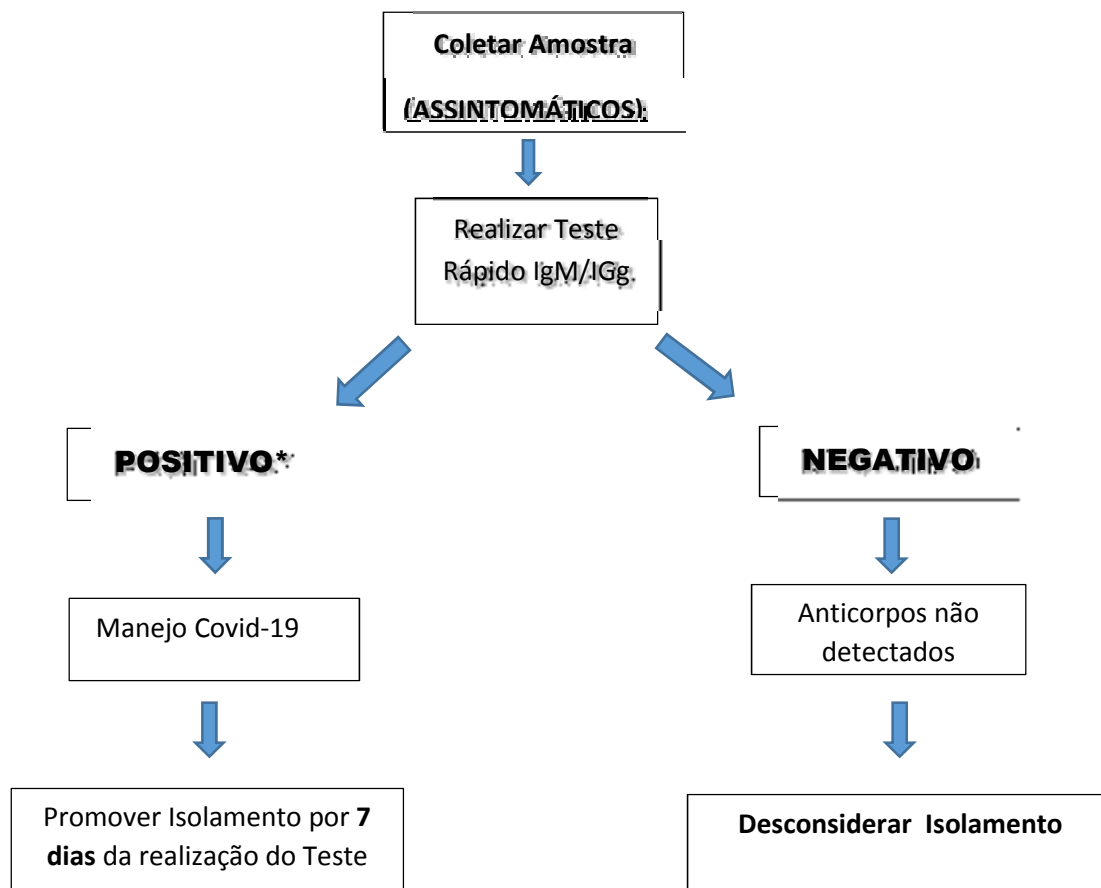 Coletar Amostra
(ASSINTOMÁTICOS):
Realizar Teste
Rápido IgM/IGg.
POSITIVO*
NEGATIVO
Manejo Covid-19
Anticorpos não
detectados
Promover Isolamento por 7
dias da realização do Teste
Desconsiderar Isolamento